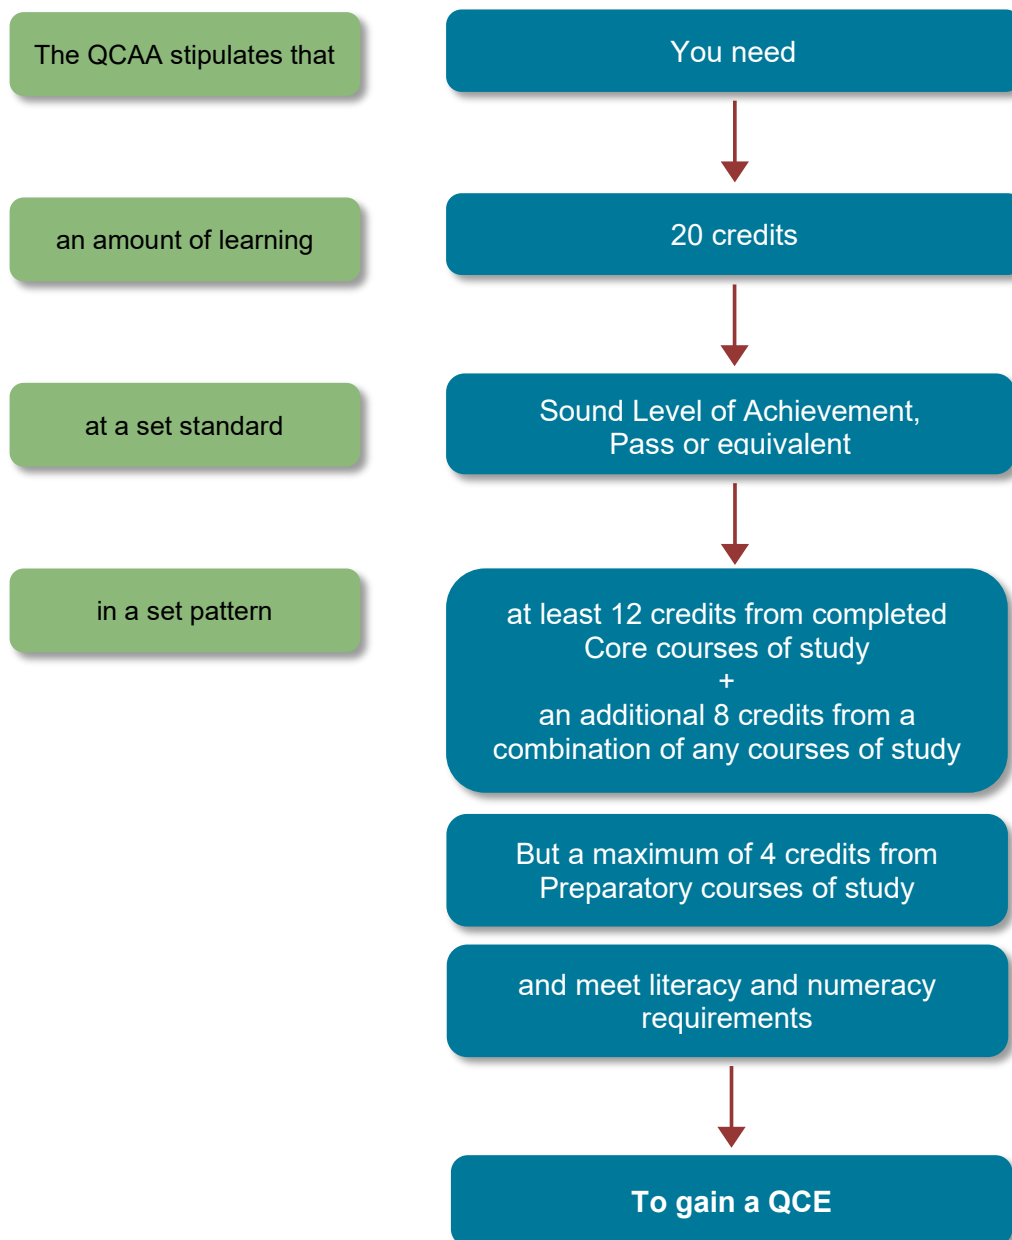 The QCAA stipulates that
You need
an amount of learning
20 credits
at a set standard
Sound Level of Achievement,
Pass or equivalent
in a set pattern
at least 12 credits from completed
Core courses of study
+
an additional 8 credits from a
combination of any courses of study
But a maximum of 4 credits from
Preparatory courses of study
and meet literacy and numeracy
requirements
To gain a QCE